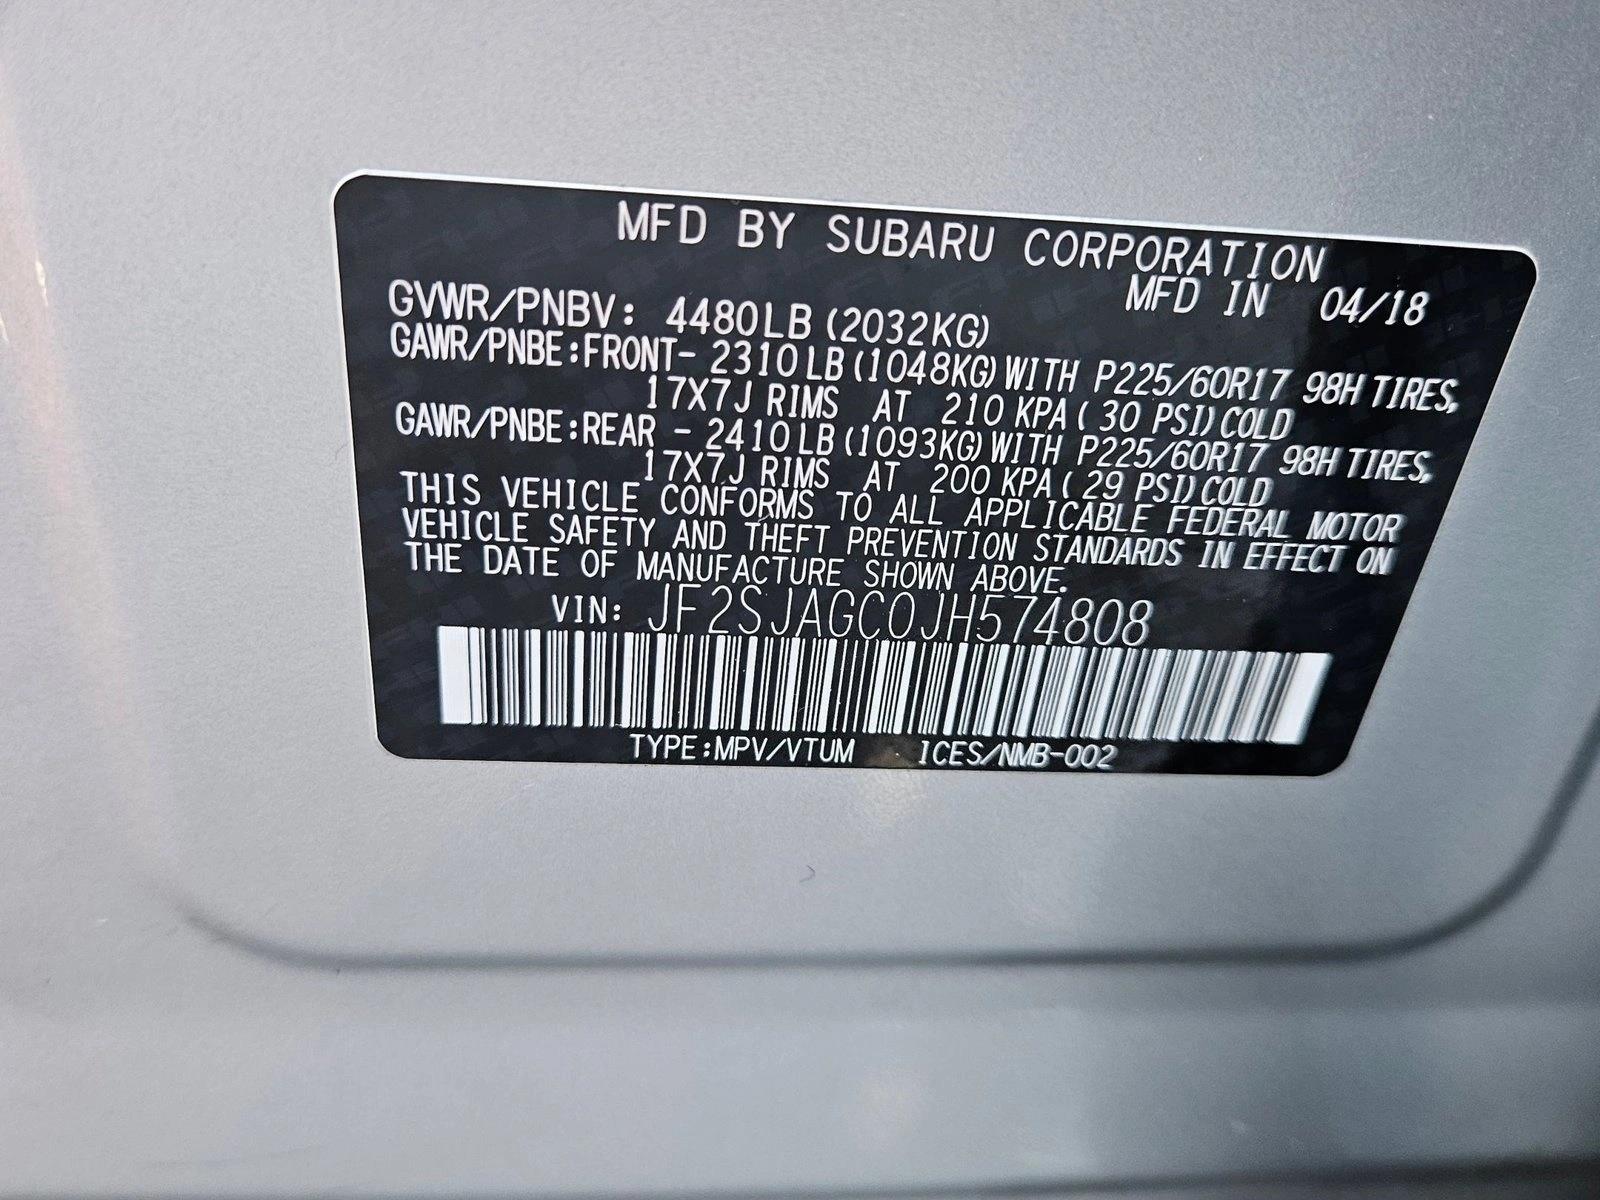 MFD BY SUBARU CORPORATION
MFD IN 04/18
GVWR/PNBV: 4480LB (2032KG)
GAWR/PNBE:FRONT- 2310LB (1048KG) WITH P225/60R17 98H TIRES,
17X7J RIMS AT 210 KPA ( 30 PSI) COLD
GAWR/PNBE:REAR - 2410LB (1093KG) WITH P225/60R17 98H TIRES,
17X7J RIMS AT 200 KPA ( 29 PSI) COLD
THIS VEHICLE CONFORMS TO ALL APPLICABLE FEDERAL MOTOR
VEHICLE SAFETY AND THEFT PREVENTION STANDARDS IN EFFECT ON
THE DATE OF MANUFACTURE SHOWN ABOVE.
VIN: JF2SJAGC0JH574808
TYPE:MPV/VTUM ICES/NMB-002